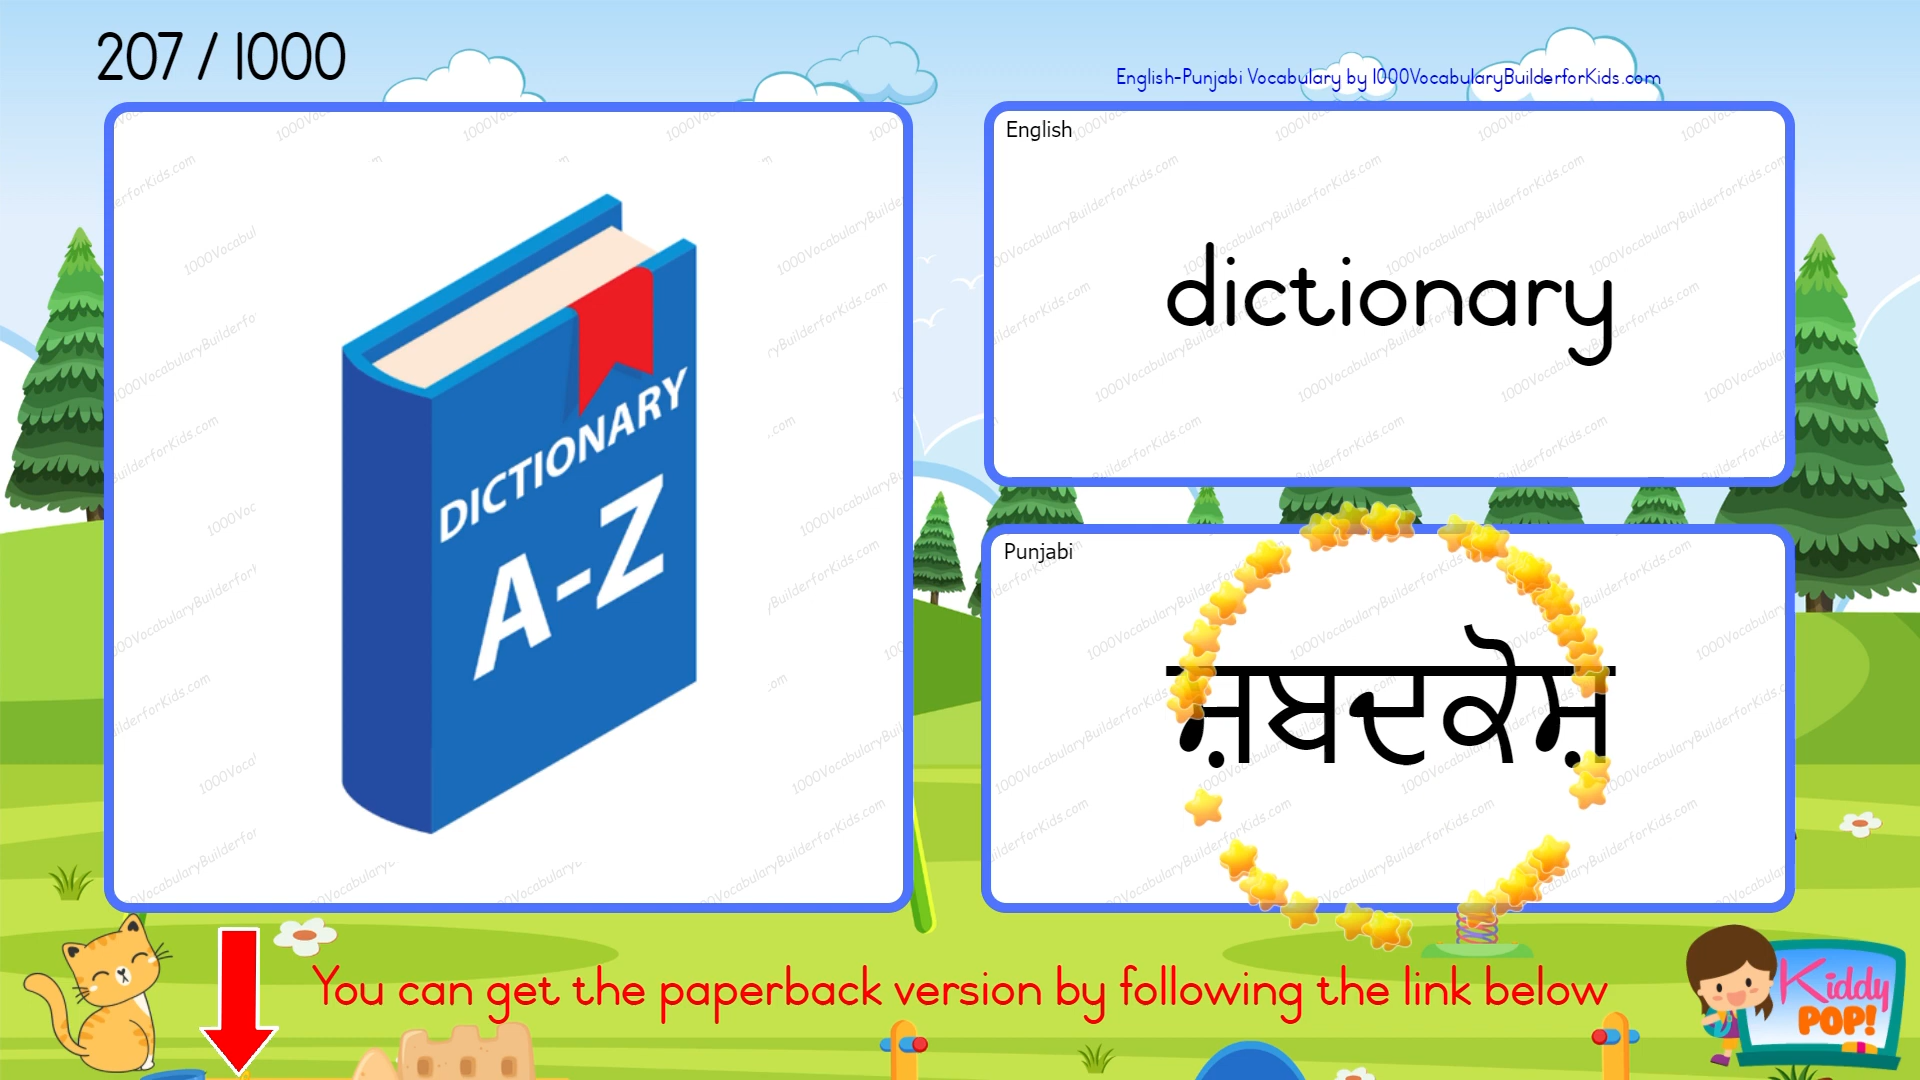 207 / 1000
English-Punjabi Vocabulary by 1000VocabularyBuilderforKids.com
English
dictionary
DICTIONARY
A-Z
Punjabi
ਸ਼ਬਦਕੋਸ਼
You can get the paperback version by following the link below
Kiddy
POP!